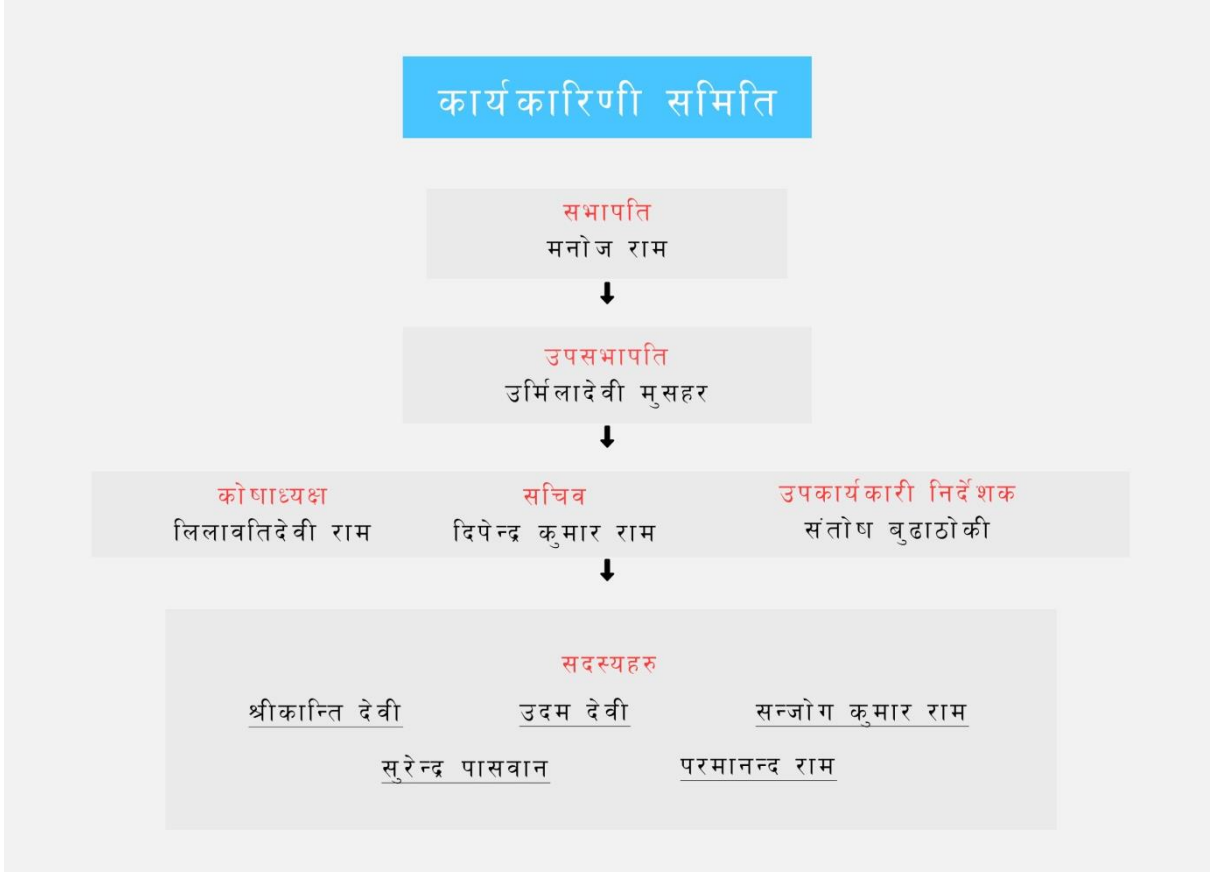 कार्यकारिणी समिति
सभापति
मनोज राम
उपसभापति
उर्मिलादेवी मुसहर
कोषाध्यक्ष सचिव उपकार्यकारी निर्देशक
लिलावतिदेवी राम दिपेन्द्र कुमार राम संतोष बुढाठोकी
सदस्यहरु
श्रीकान्ति देवी उदम देवी सन्जोग कुमार राम
सुरेन्द्र पासवान परमानन्द राम